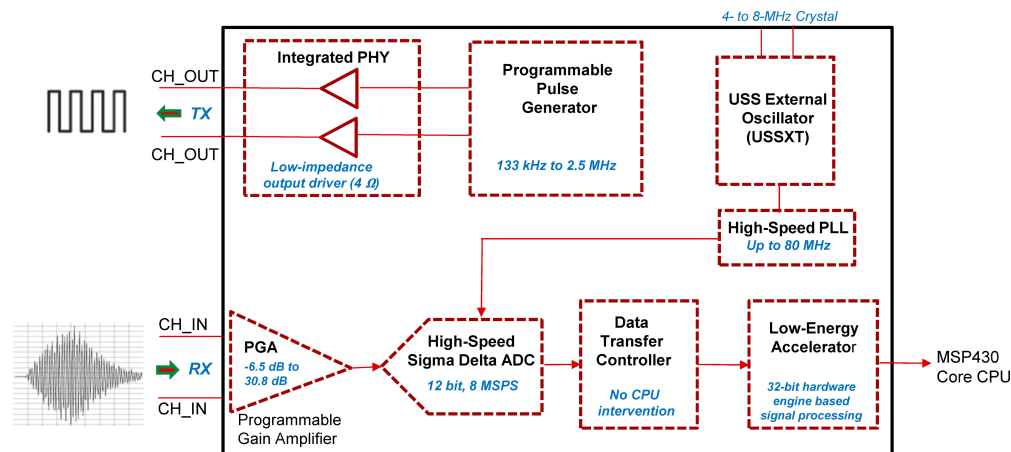 4- to 8-MHz Crystal
CH_OUT
TX
CH_OUT
Integrated PHY
Low-impedance
output driver (4 Ω)
Programmable
Pulse
Generator
133 kHz to 2.5 MHz
USS External
Oscillator
(USSXT)
High-Speed PLL
Up to 80 MHz
CH_IN
RX
CH_IN
PGA
-6.5 dB to
30.8 dB
Programmable
Gain Amplifier
High-Speed
Sigma Delta ADC
12 bit, 8 MSPS
Data
Transfer
Controller
No CPU
intervention
Low-Energy
Accelerator
32-bit hardware
engine based
signal processing
MSP430
Core CPU